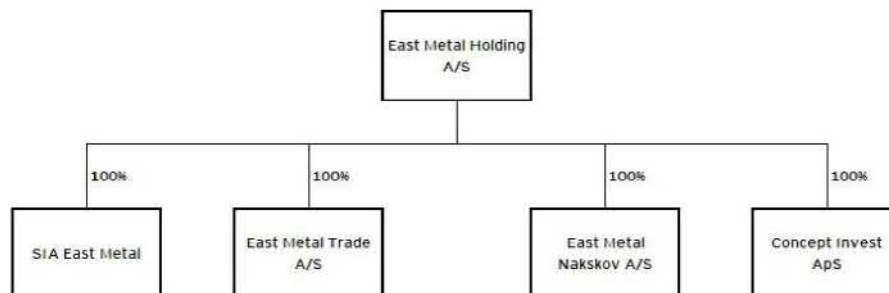 East Metal Holding
A/S
100%
100%
100%
100%
SIA East Metal
East Metal Trade
A/S
East Metal
Nakskov A/S
Concept Invest
ApS